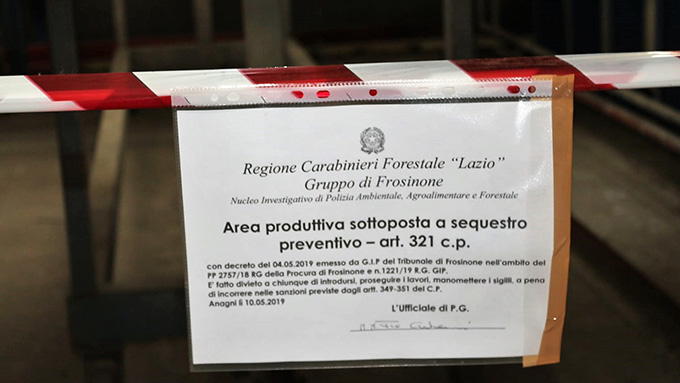 Regione Carabinieri Forestale "Lazio"
Gruppo di Frosinone
Nucleo Investigativo di Polizia Ambientale, Agroalimentare e Forestale
Area produttiva sottoposta a sequestro
preventivo – art. 321 c.p.
con decreto del 04.05.2019 emesso da G.I.P del Tribunale di Frosinone nell'ambito del
PP 2757/18 RG della Procura di Frosinone e n.1221/19 R.G. GIP.
E' fatto divieto a chiunque di introdursi, proseguire i lavori, manomettere i sigilli, a pena
di incorrere nelle sanzioni previste dagli artt. 349-351 del C.P.
Anagni lì 10.05.2019
L'Ufficiale di P.G.